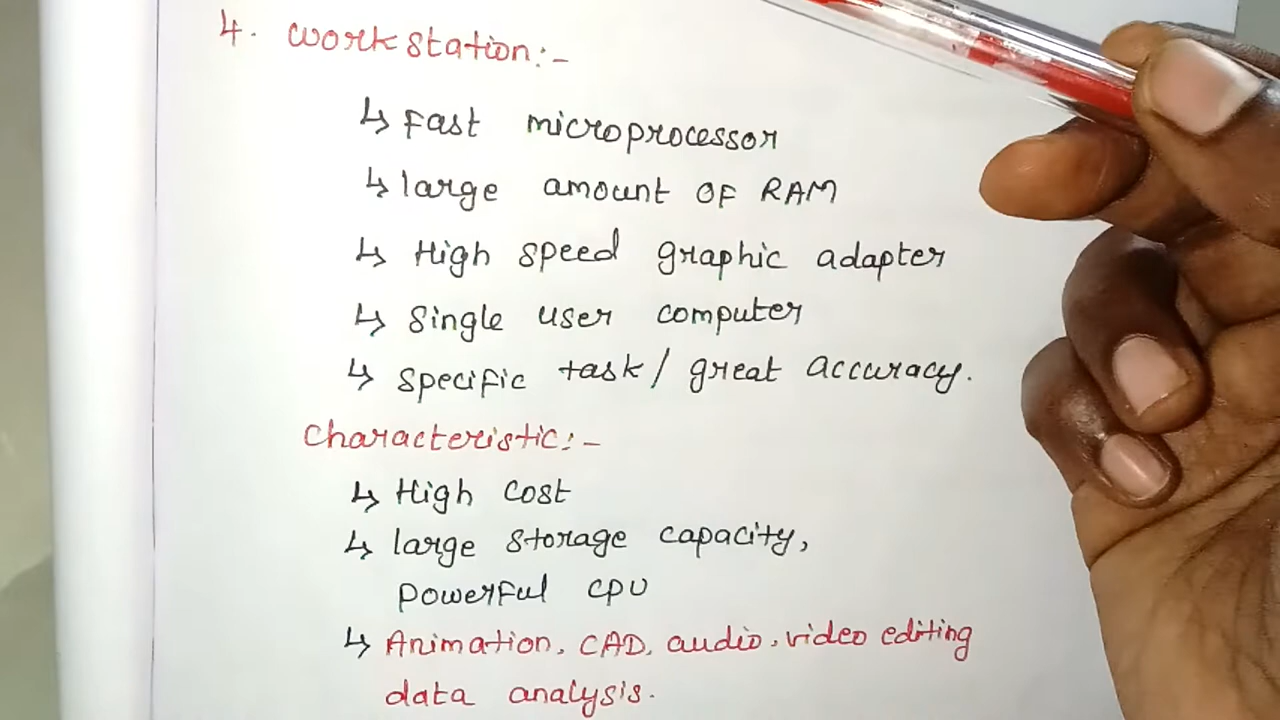 4. Workstation:-
↳ Fast microprocessor
↳ large amount OF RAM
↳ High speed graphic adapter
↳ Single user computer
↳ Specific task / great accuracy.
Characteristic:-
↳ High cost
↳ large storage capacity,
powerful CPU
↳ Animation, CAD, audio, video editing
data analysis.